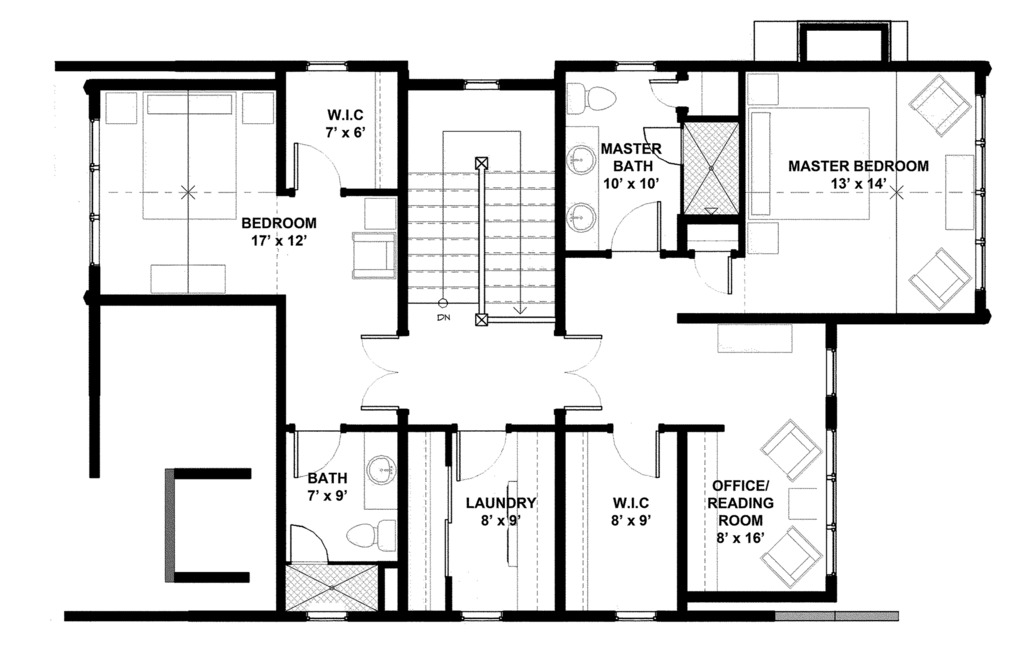 W.I.C
7' x 6'
MASTER
BATH
10' x 10'
MASTER BEDROOM
13' x 14'
BEDROOM
17' x 12'
DN
BATH
7' x 9'
LAUNDRY
8' x 9'
W.I.C
8' x 9'
OFFICE/
READING
ROOM
8' x 16'